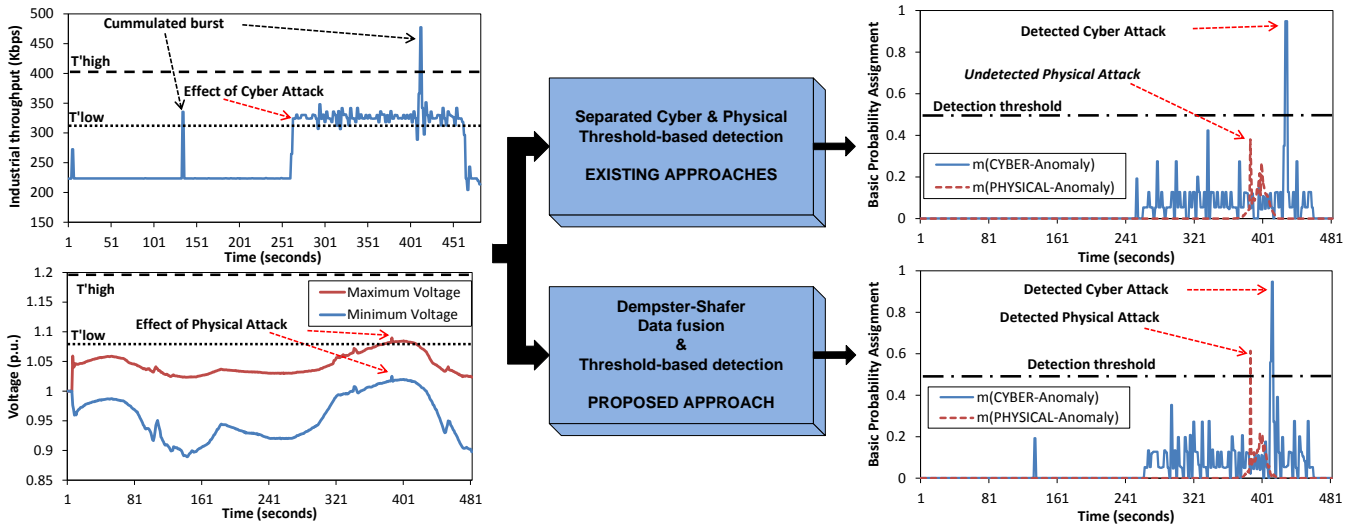 Industrial throughput (Kbps)
500
450
400
350
300
250
200
150
Cummulated burst
T'high
Effect of Cyber Attack
T'low
1 51 101 151 201 251 301 351 401 451
Time (seconds)
Voltage (p.u.)
1.2
1.15
1.1
1.05
1
0.95
0.9
0.85
T'high
Maximum Voltage
Minimum Voltage
Effect of Physical Attack
T'low
1 81 161 241 321 401 481
Time (seconds)
Separated Cyber & Physical
Threshold-based detection
EXISTING APPROACHES
Dempster-Shafer
Data fusion
&
Threshold-based detection
PROPOSED APPROACH
Basic Probability Assignment
1
0.8
0.6
0.4
0.2
0
Detected Cyber Attack
Undetected Physical Attack
Detection threshold
m(CYBER-Anomaly)
m(PHYSICAL-Anomaly)
1 81 161 241 321 401 481
Time (seconds)
Basic Probability Assignment
1
0.8
0.6
0.4
0.2
0
Detected Cyber Attack
Detected Physical Attack
Detection threshold
m(CYBER-Anomaly)
m(PHYSICAL-Anomaly)
1 81 161 241 321 401 481
Time (seconds)